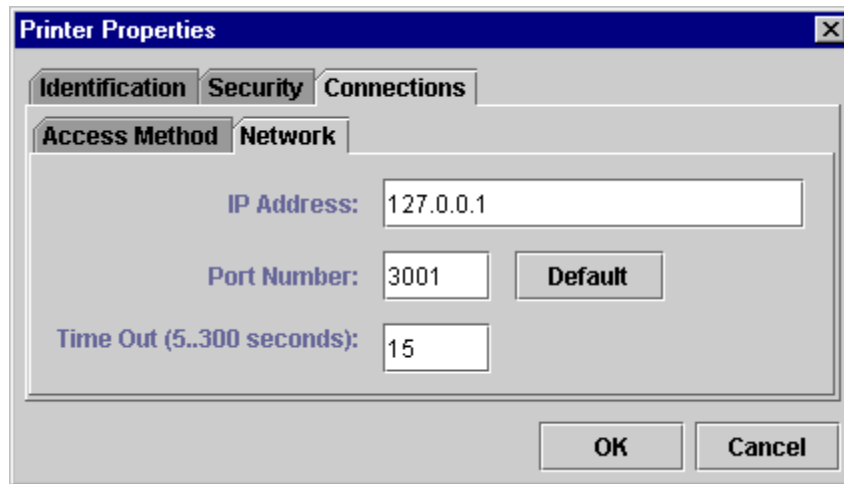 Printer Properties
Identification Security Connections
Access Method Network
IP Address: 127.0.0.1
Port Number: 3001 Default
Time Out (5..300 seconds): 15
OK Cancel